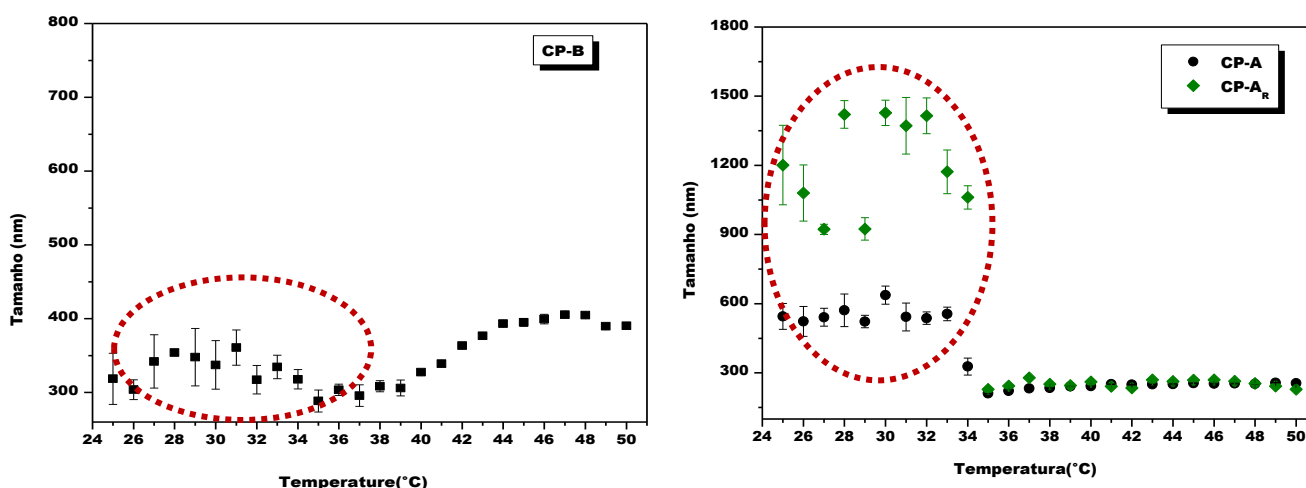 800
700
600
500
400
300
24 26 28 30 32 34 36 38 40 42 44 46 48 50
Tamanho (nm)
Temperature(°C)
CP-B
1800
1500
1200
900
600
300
24 26 28 30 32 34 36 38 40 42 44 46 48 50
Tamanho (nm)
Temperatura(°C)
CP-A
CP-A_R